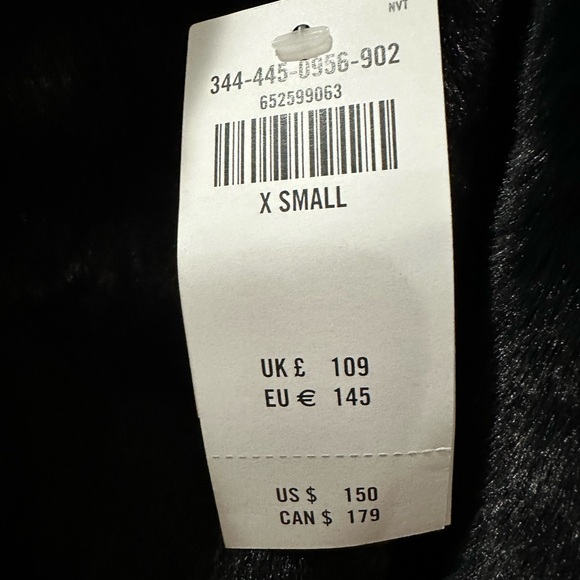 NVT
344-445-0956-902
652599063
X SMALL
UK £ 109
EU € 145
US $ 150
CAN $ 179